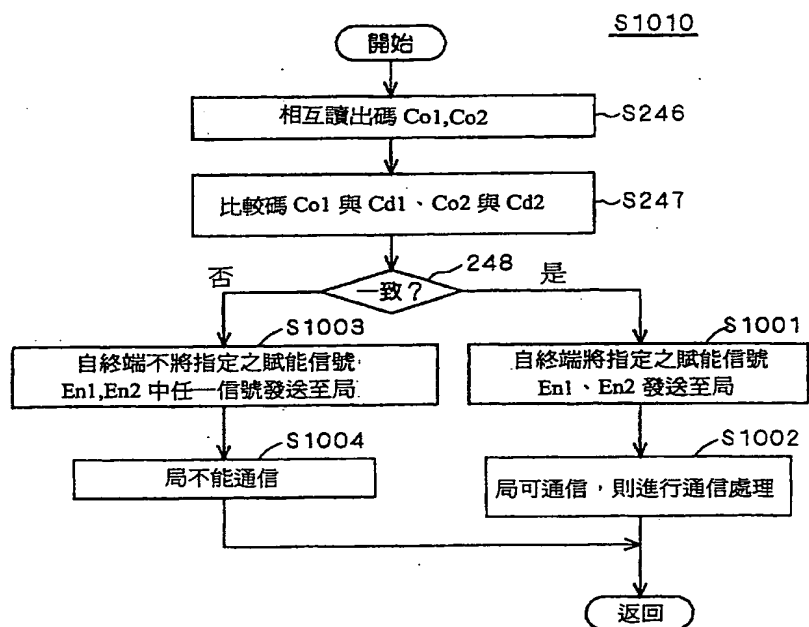 S1010
開始
相互讀出碼 Co1,Co2
S246
比較碼 Co1 與 Cd1、Co2 與 Cd2
S247
248
否
一致？
是
S1003
自終端不將指定之賦能信號
En1,En2 中任一信號發送至局
S1001
自終端將指定之賦能信號
En1、En2 發送至局
S1004
局不能通信
S1002
局可通信，則進行通信處理
返回